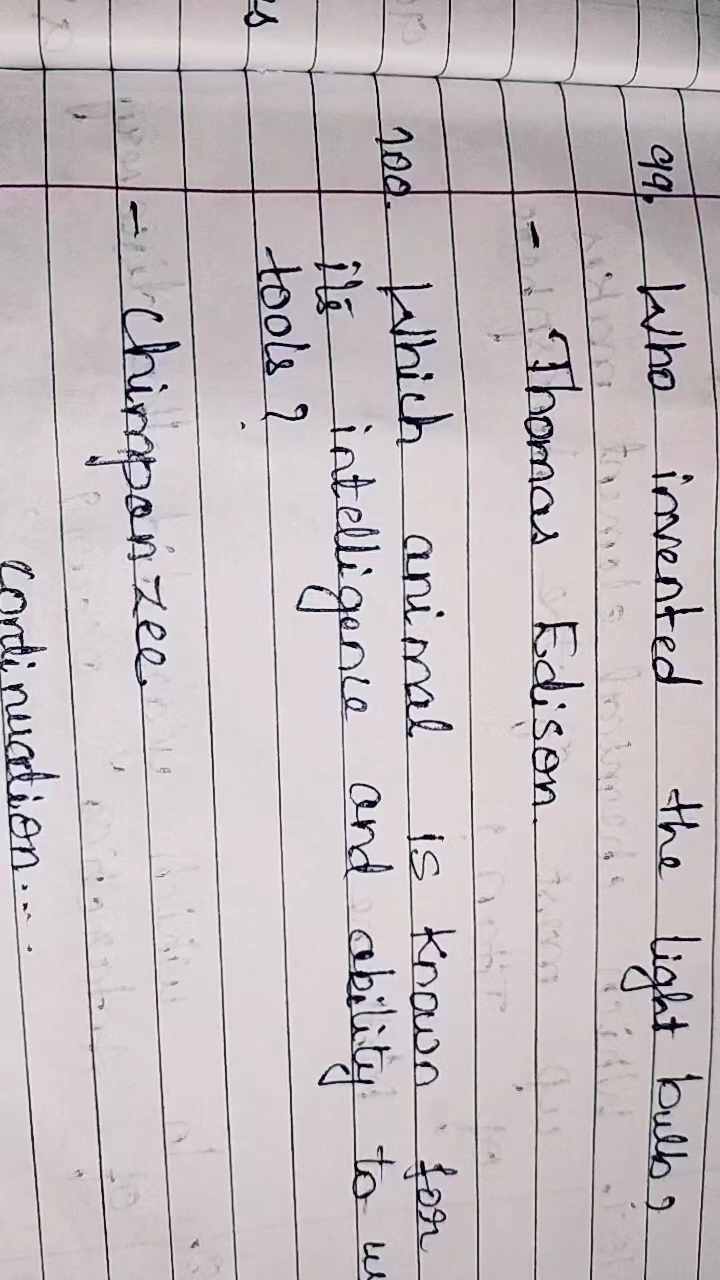 99. Who invented the light bulb?
- Thomas Edison.
100. Which animal is known for
its intelligence and ability to
tools?
- Chimpanzee.
continuation....